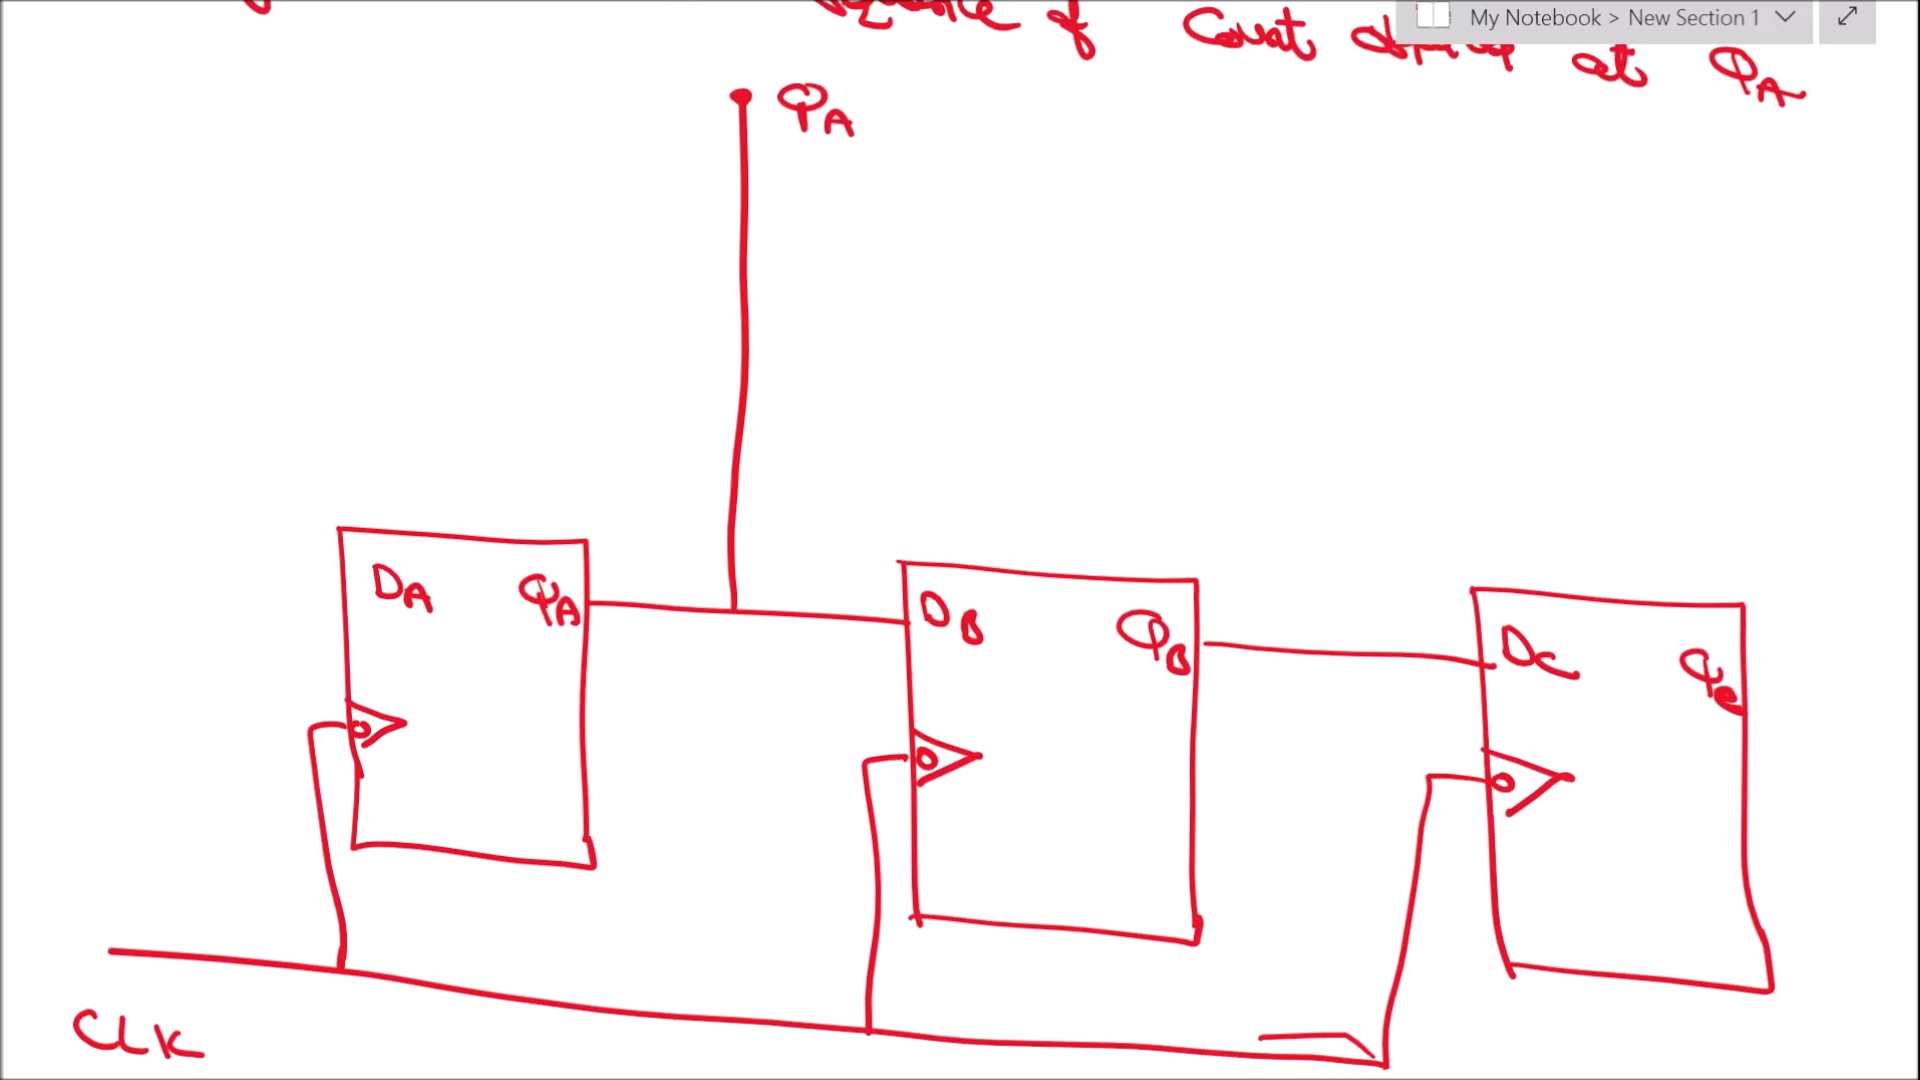 My Notebook > New Section 1
of Count at QA
QA
DA QA
DB QB
DC QC
CLK